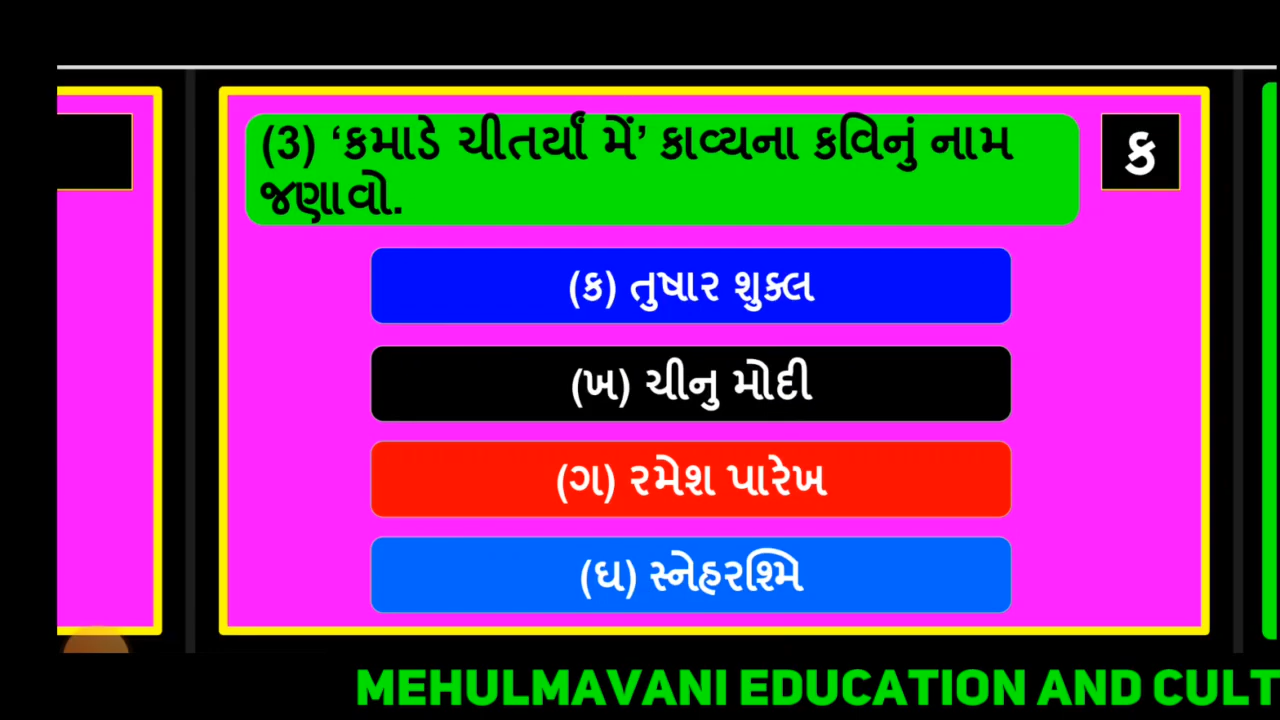 (3) ‘કમાડે ચીતર્યાં મેં’ કાવ્યના કવિનું નામ
જણાવો.
ક
(ક) તુષાર શુક્લ
(ખ) ચીનુ મોદી
(ગ) રમેશ પારેખ
(ઘ) સ્નેહરશ્મિ
MEHULMAVANI EDUCATION AND CULT